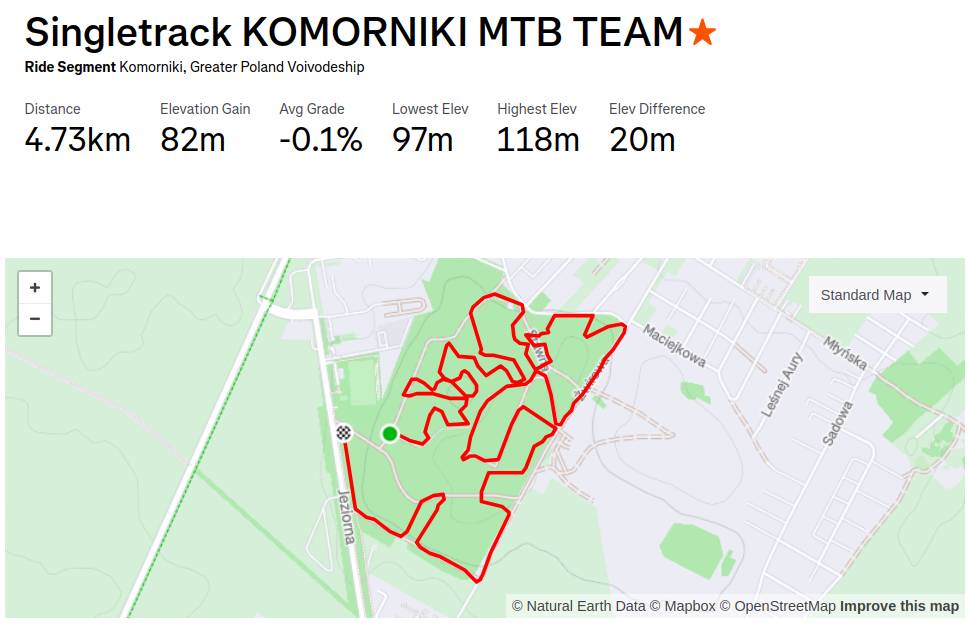 Singletrack KOMORNIKI MTB TEAM
Ride Segment Komorniki, Greater Poland Voivodeship
Distance Elevation Gain Avg Grade Lowest Elev Highest Elev Elev Difference
4.73km 82m -0.1% 97m 118m 20m
+
−
Standard Map
Maciejkowa
Młyńska
Leśnej Aury
Sadowa
Jeziorna
© Natural Earth Data © Mapbox © OpenStreetMap Improve this map